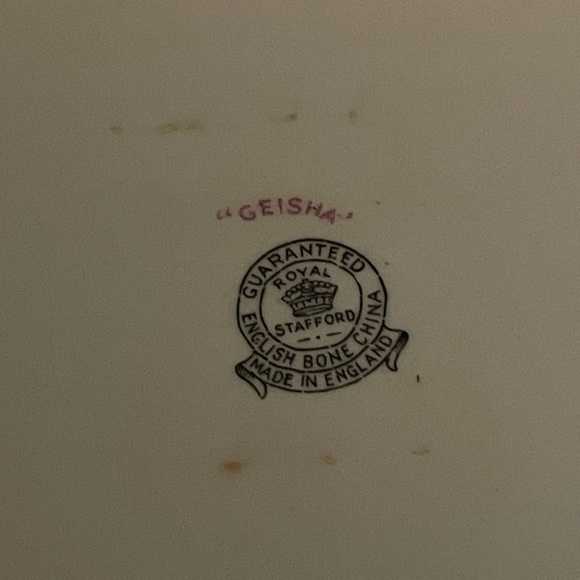 "GEISHA"
GUARANTEED
ROYAL
STAFFORD
ENGLISH BONE CHINA
MADE IN ENGLAND